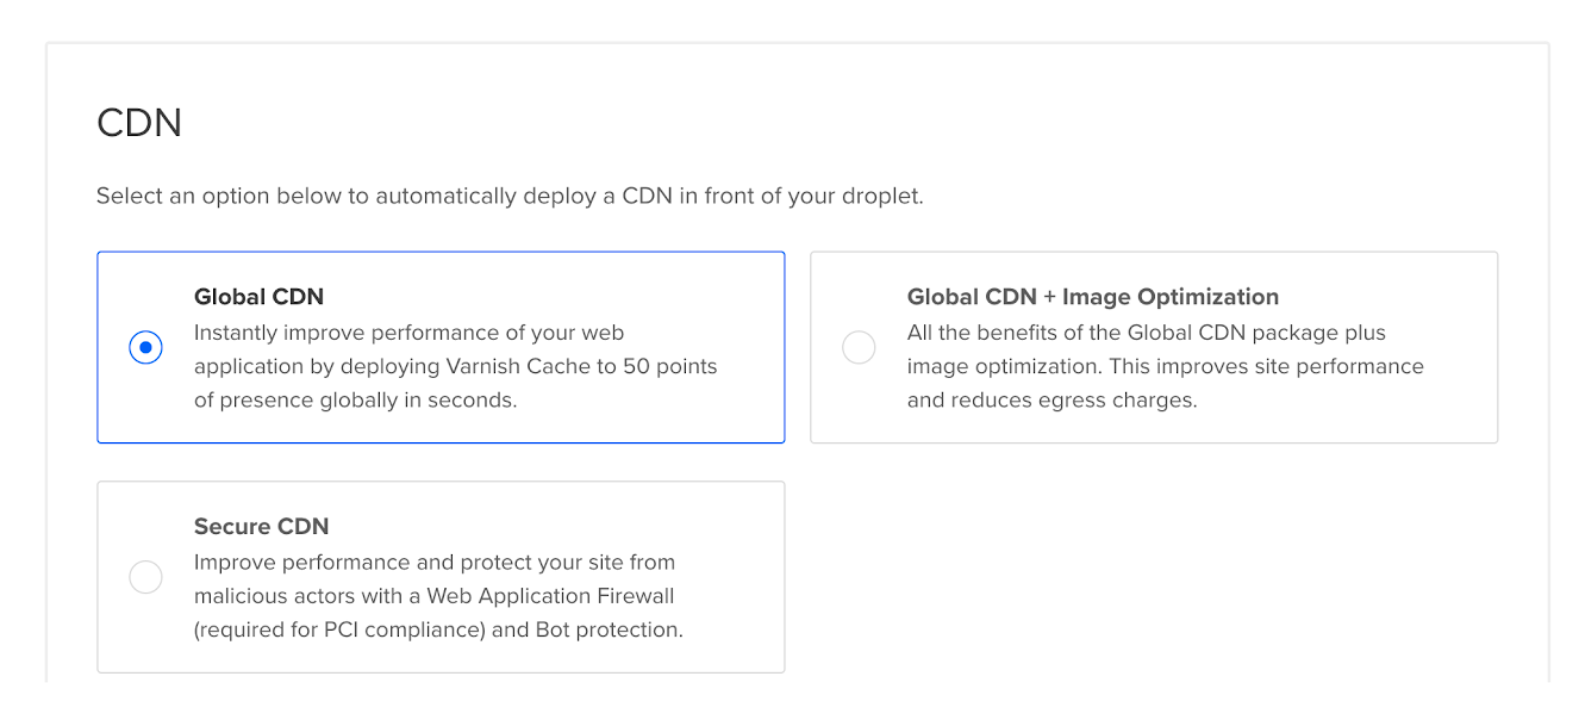 CDN
Select an option below to automatically deploy a CDN in front of your droplet.
Global CDN
Instantly improve performance of your web
application by deploying Varnish Cache to 50 points
of presence globally in seconds.
Global CDN + Image Optimization
All the benefits of the Global CDN package plus
image optimization. This improves site performance
and reduces egress charges.
Secure CDN
Improve performance and protect your site from
malicious actors with a Web Application Firewall
(required for PCI compliance) and Bot protection.